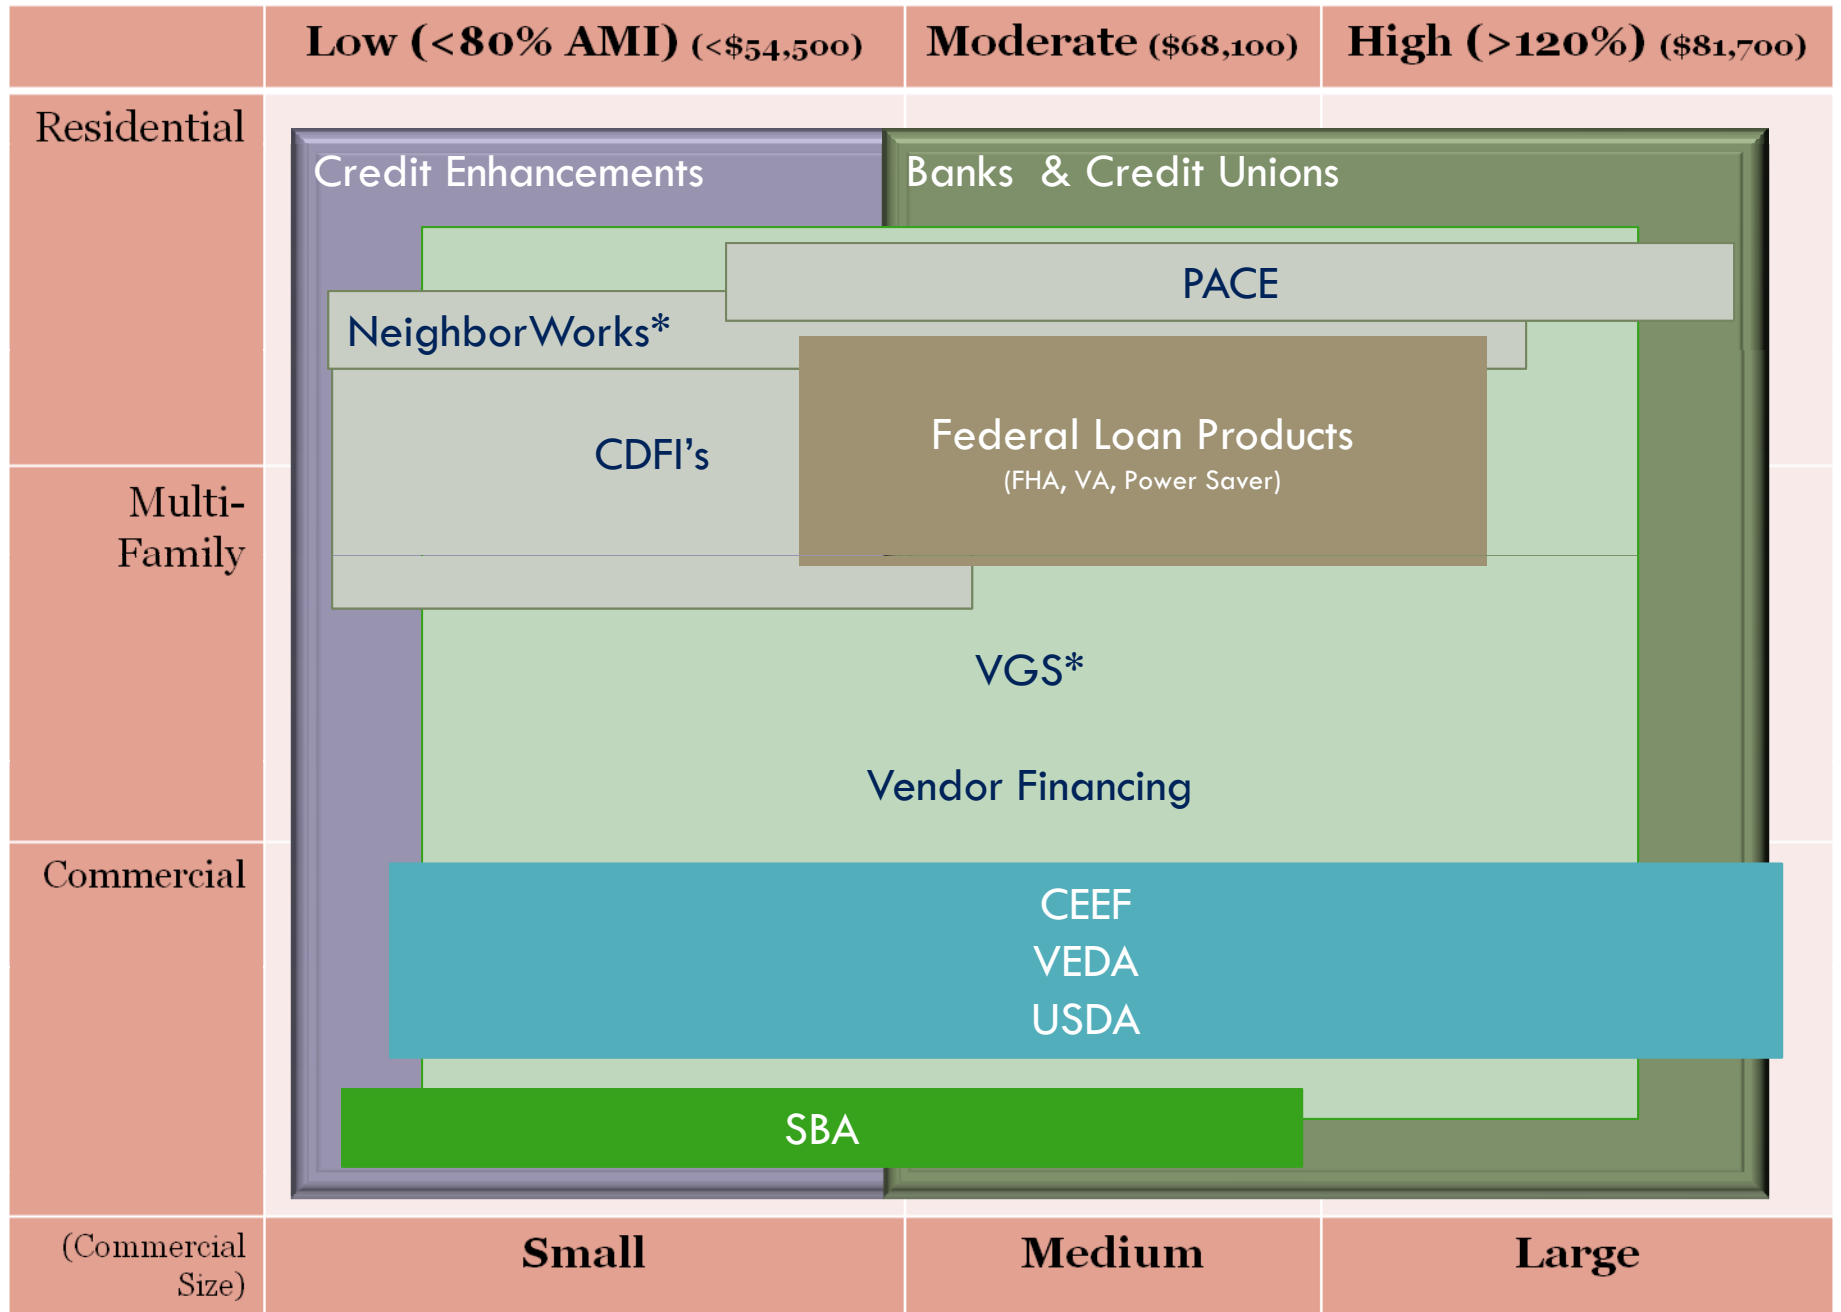 Low (<80% AMI) (<$54,500)
Moderate ($68,100)
High (>120%) ($81,700)
Residential
Credit Enhancements
Banks & Credit Unions
PACE
NeighborWorks*
CDFI's
Federal Loan Products
(FHA, VA, Power Saver)
Multi-
Family
VGS*
Vendor Financing
Commercial
CEEF
VEDA
USDA
SBA
(Commercial
Size)
Small
Medium
Large